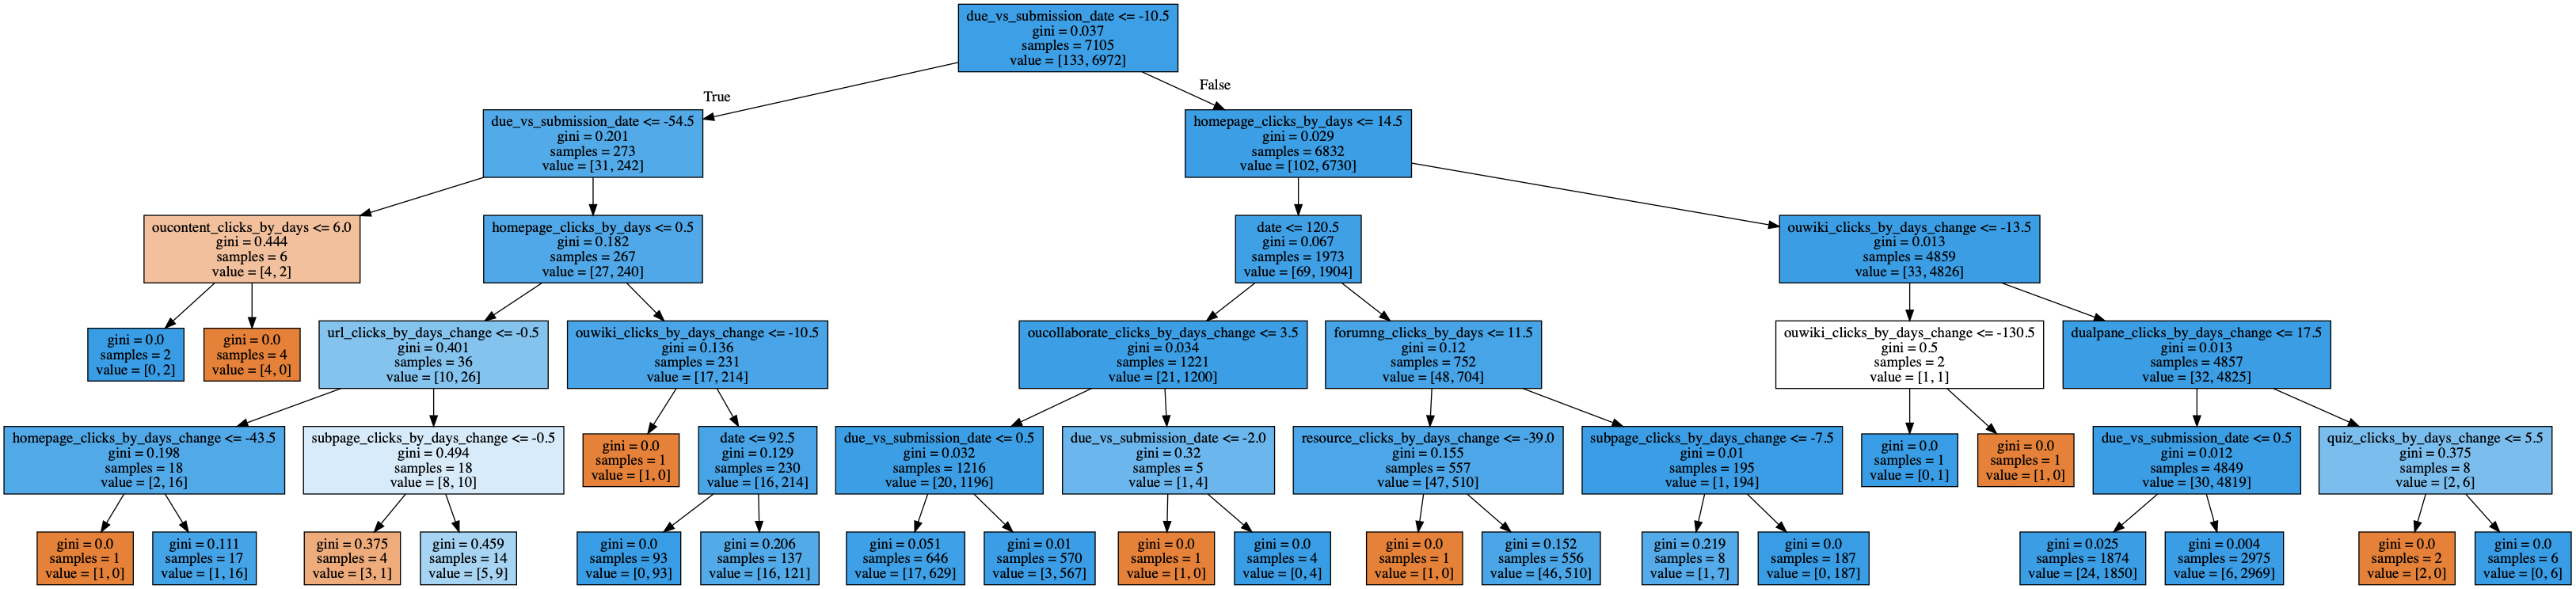 due_vs_submission_date <= -10.5
gini = 0.037
samples = 7105
value = [133, 6972]
True
False
due_vs_submission_date <= -54.5
gini = 0.201
samples = 273
value = [31, 242]
homepage_clicks_by_days <= 14.5
gini = 0.029
samples = 6832
value = [102, 6730]
oucontent_clicks_by_days <= 6.0
gini = 0.444
samples = 6
value = [4, 2]
homepage_clicks_by_days <= 0.5
gini = 0.182
samples = 267
value = [27, 240]
date <= 120.5
gini = 0.067
samples = 1973
value = [69, 1904]
ouwiki_clicks_by_days_change <= -13.5
gini = 0.013
samples = 4859
value = [33, 4826]
gini = 0.0
samples = 2
value = [0, 2]
gini = 0.0
samples = 4
value = [4, 0]
url_clicks_by_days_change <= -0.5
gini = 0.401
samples = 36
value = [10, 26]
ouwiki_clicks_by_days_change <= -10.5
gini = 0.136
samples = 231
value = [17, 214]
oucollaborate_clicks_by_days_change <= 3.5
gini = 0.034
samples = 1221
value = [21, 1200]
forumng_clicks_by_days <= 11.5
gini = 0.12
samples = 752
value = [48, 704]
ouwiki_clicks_by_days_change <= -130.5
gini = 0.5
samples = 2
value = [1, 1]
dualpane_clicks_by_days_change <= 17.5
gini = 0.013
samples = 4857
value = [32, 4825]
homepage_clicks_by_days_change <= -43.5
gini = 0.198
samples = 18
value = [2, 16]
subpage_clicks_by_days_change <= -0.5
gini = 0.494
samples = 18
value = [8, 10]
gini = 0.0
samples = 1
value = [1, 0]
date <= 92.5
gini = 0.129
samples = 230
value = [16, 214]
due_vs_submission_date <= 0.5
gini = 0.032
samples = 1216
value = [20, 1196]
due_vs_submission_date <= -2.0
gini = 0.32
samples = 5
value = [1, 4]
resource_clicks_by_days_change <= -39.0
gini = 0.155
samples = 557
value = [47, 510]
subpage_clicks_by_days_change <= -7.5
gini = 0.01
samples = 195
value = [1, 194]
gini = 0.0
samples = 1
value = [0, 1]
gini = 0.0
samples = 1
value = [1, 0]
due_vs_submission_date <= 0.5
gini = 0.012
samples = 4849
value = [30, 4819]
quiz_clicks_by_days_change <= 5.5
gini = 0.375
samples = 8
value = [2, 6]
gini = 0.0
samples = 1
value = [1, 0]
gini = 0.111
samples = 17
value = [1, 16]
gini = 0.375
samples = 4
value = [3, 1]
gini = 0.459
samples = 14
value = [5, 9]
gini = 0.0
samples = 93
value = [0, 93]
gini = 0.206
samples = 137
value = [16, 121]
gini = 0.051
samples = 646
value = [17, 629]
gini = 0.01
samples = 570
value = [3, 567]
gini = 0.0
samples = 1
value = [1, 0]
gini = 0.0
samples = 4
value = [0, 4]
gini = 0.0
samples = 1
value = [1, 0]
gini = 0.152
samples = 556
value = [46, 510]
gini = 0.219
samples = 8
value = [1, 7]
gini = 0.0
samples = 187
value = [0, 187]
gini = 0.025
samples = 1874
value = [24, 1850]
gini = 0.004
samples = 2975
value = [6, 2969]
gini = 0.0
samples = 2
value = [2, 0]
gini = 0.0
samples = 6
value = [0, 6]